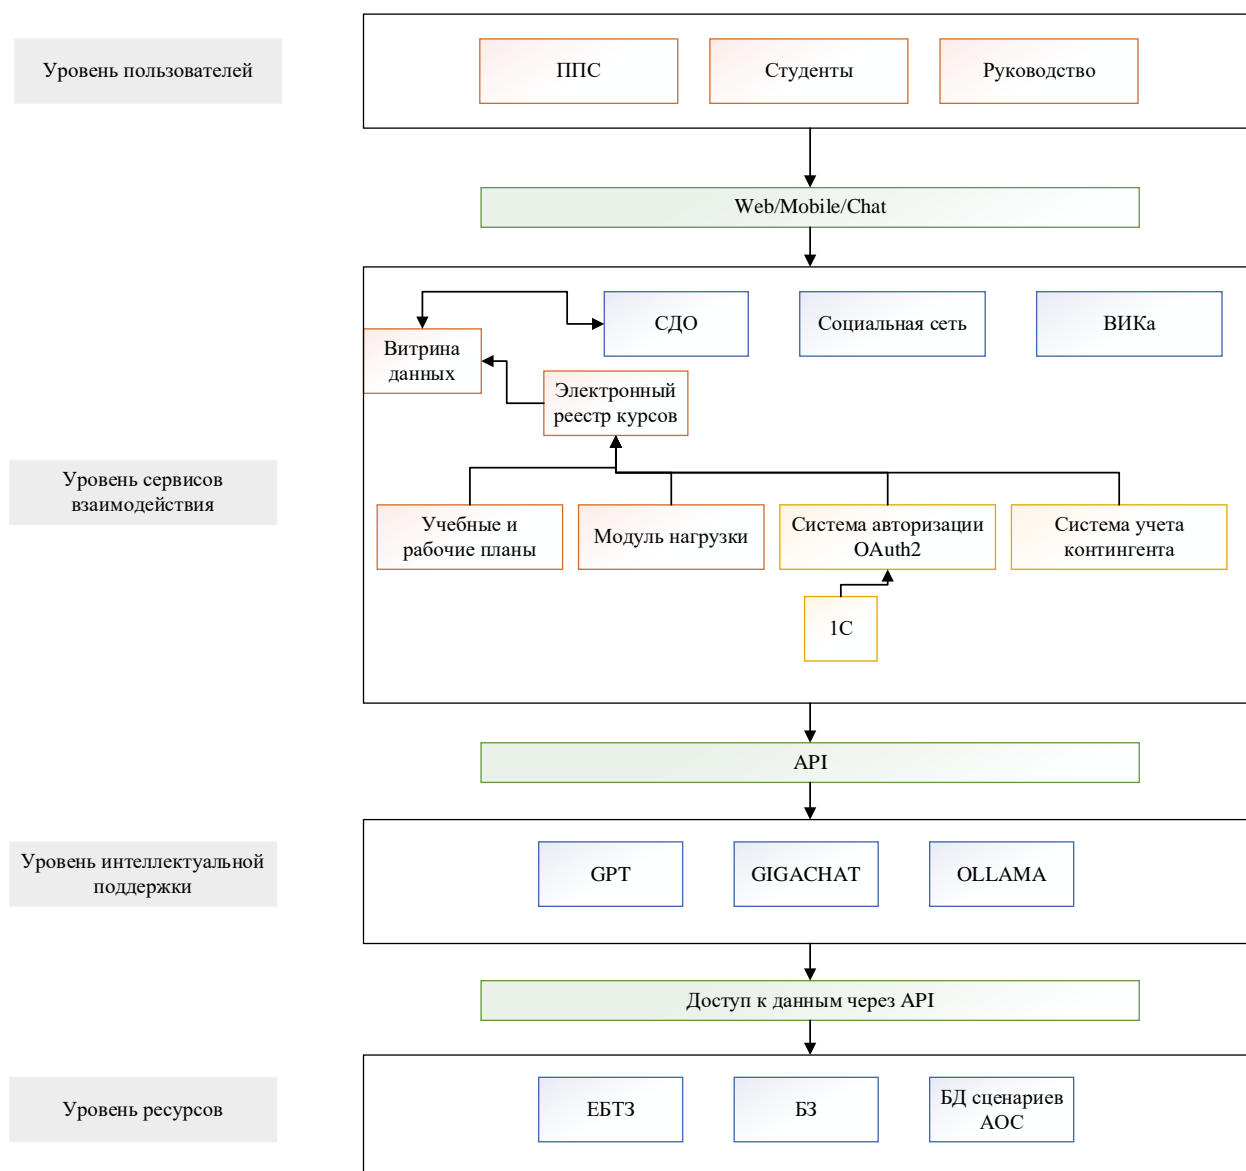 Уровень пользователей
ППС
Студенты
Руководство
Web/Mobile/Chat
СДО
Социальная сеть
ВИКа
Витрина
данных
Электронный
реестр курсов
Уровень сервисов
взаимодействия
Учебные и
рабочие планы
Модуль нагрузки
Система авторизации
OAuth2
Система учета
контингента
1С
API
Уровень интеллектуальной
поддержки
GPT
GIGACHAT
OLLAMA
Доступ к данным через API
Уровень ресурсов
ЕБТЗ
БЗ
БД сценариев
АОС